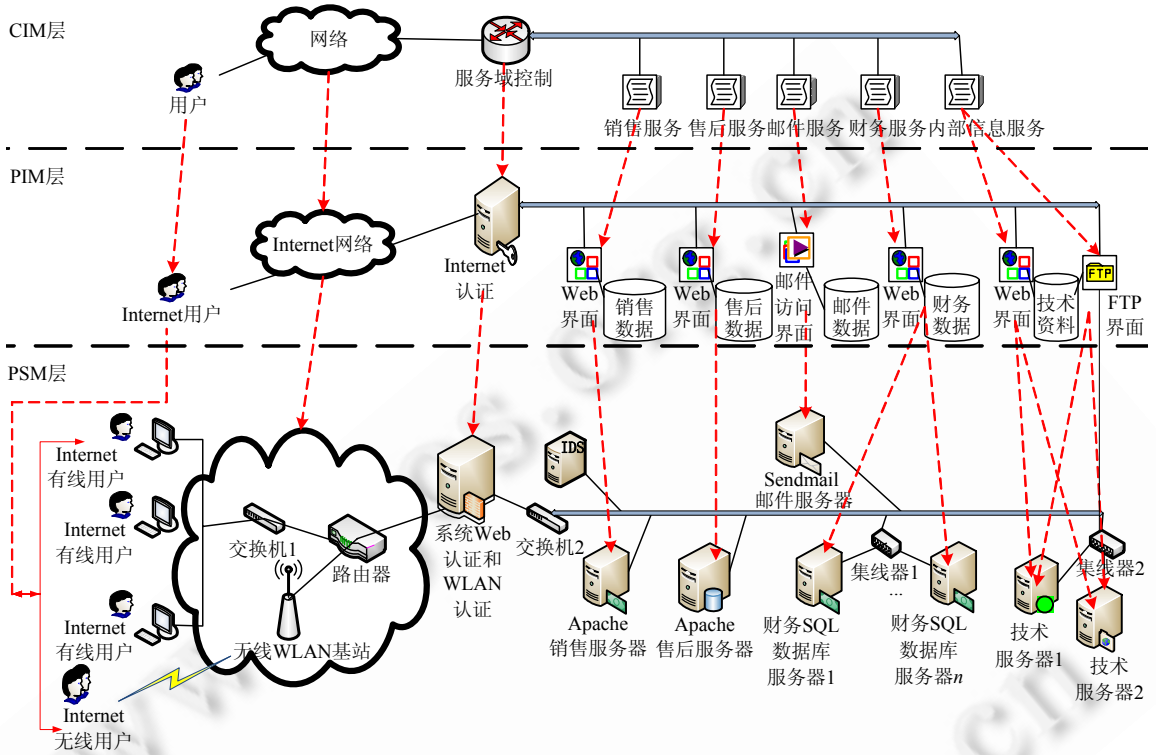 CIM层
网络
服务域控制
用户
销售服务
售后服务
邮件服务
财务服务
内部信息服务
PIM层
Internet网络
Internet
认证
Internet用户
Web
界面
销售
数据
Web
界面
售后
数据
邮件
访问
界面
邮件
数据
Web
界面
财务
数据
Web
界面
技术
资料
FTP
FTP
界面
PSM层
Internet
有线用户
Internet
有线用户
Internet
有线用户
Internet
无线用户
交换机1
路由器
无线WLAN基站
系统Web
认证和
WLAN
认证
IDS
交换机2
Sendmail
邮件服务器
Apache
销售服务器
Apache
售后服务器
集线器1
...
财务SQL
数据库
服务器1
财务SQL
数据库
服务器n
集线器2
技术
服务器1
技术
服务器2